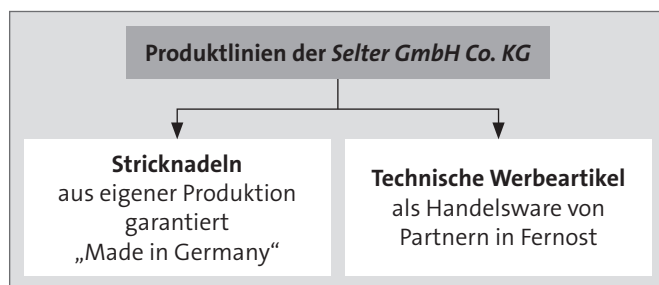 Produktlinien der Selter GmbH Co. KG
Stricknadeln
aus eigener Produktion
garantiert
„Made in Germany“
Technische Werbeartikel
als Handelsware von
Partnern in Fernost